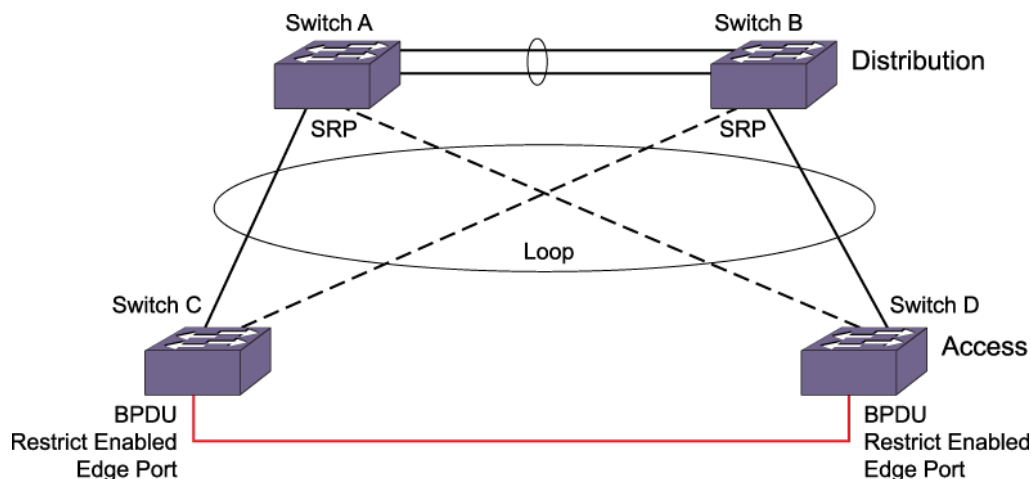 Switch A
Switch B
Distribution
SRP
SRP
Loop
Switch C
Switch D
Access
BPDU
Restrict Enabled
Edge Port
BPDU
Restrict Enabled
Edge Port